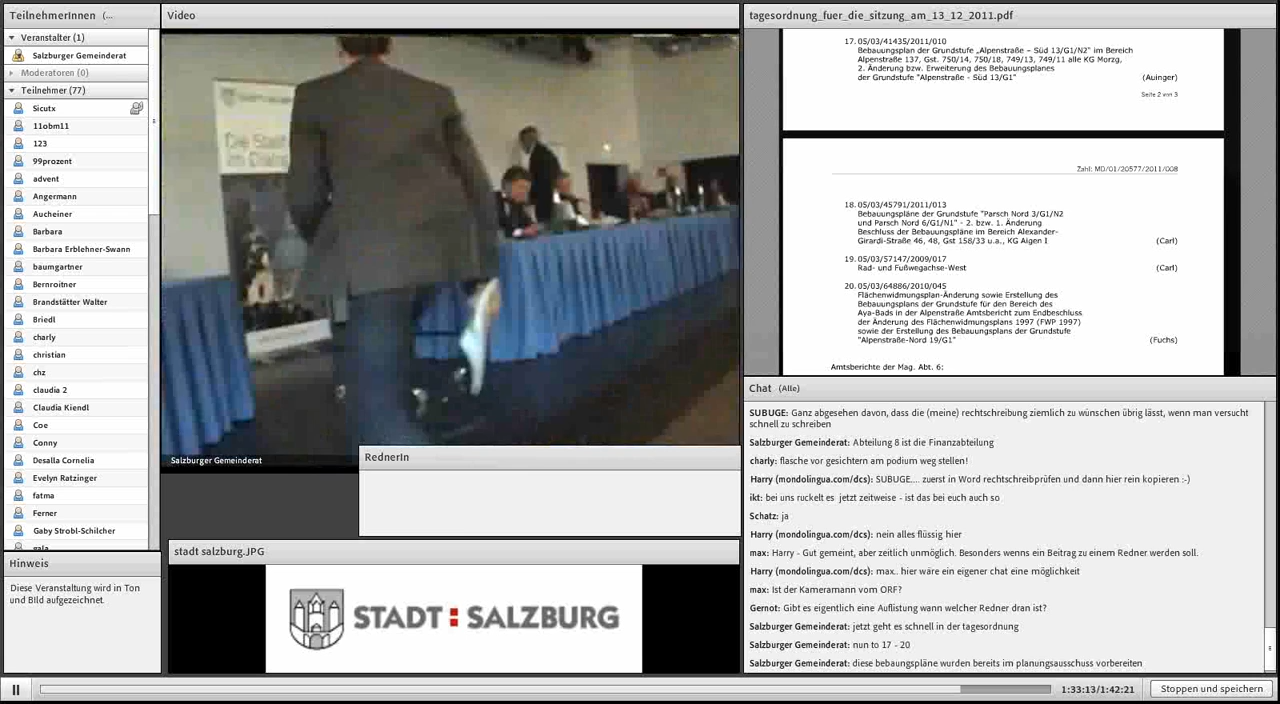 TeilnehmerInnen (...
Veranstalter (1)
Salzburger Gemeinderat
Moderatoren (0)
Teilnehmer (77)
Sicutx
11obm11
123
99prozent
advent
Angermann
Aucheiner
Barbara
Barbara Erblehner-Swann
baumgartner
Bernroitner
Brandstätter Walter
Briedl
charly
christian
chz
claudia 2
Claudia Kiendl
Coe
Conny
Desalla Cornelia
Evelyn Ratzinger
fatma
Ferner
Gaby Strobl-Schilcher
gala
Hinweis
Diese Veranstaltung wird in Ton
und BIld aufgezeichnet.
Video
Salzburger Gemeinderat
RednerIn
stadt salzburg.JPG
STADT : SALZBURG
tagesordnung_fuer_die_sitzung_am_13_12_2011.pdf
17. 05/03/41435/2011/010
Bebauungsplan der Grundstufe „Alpenstraße – Süd 13/G1/N2" im Bereich
Alpenstraße 137, Gst. 750/14, 750/18, 749/13, 749/11 alle KG Morzg,
2. Änderung bzw. Erweiterung des Bebauungsplanes
der Grundstufe "Alpenstraße - Süd 13/G1" (Auinger)
Seite 2 von 3
Zahl: MD/01/20577/2011/008
18. 05/03/45791/2011/013
Bebauungspläne der Grundstufe "Parsch Nord 3/G1/N2
und Parsch Nord 6/G1/N1" - 2. bzw. 1. Änderung
Beschluss der Bebauungspläne im Bereich Alexander-
Girardi-Straße 46, 48, Gst 158/33 u.a., KG Aigen I (Carl)
19. 05/03/57147/2009/017
Rad- und Fußwegachse-West (Carl)
20. 05/03/64886/2010/045
Flächenwidmungsplan-Änderung sowie Erstellung des
Bebauungsplans der Grundstufe für den Bereich des
Aya-Bads in der Alpenstraße Amtsbericht zum Endbeschluss
der Änderung des Flächenwidmungsplans 1997 (FWP 1997)
sowie der Erstellung des Bebauungsplans der Grundstufe
"Alpenstraße-Nord 19/G1" (Fuchs)
Amtsberichte der Mag. Abt. 6:
Chat (Alle)
SUBUGE: Ganz abgesehen davon, dass die (meine) rechtschreibung ziemlich zu wünschen übrig lässt, wenn man versucht
schnell zu schreiben
Salzburger Gemeinderat: Abteilung 8 ist die Finanzabteilung
charly: flasche vor gesichtern am podium weg stellen!
Harry (mondolingua.com/dcs): SUBUGE.... zuerst in Word rechtschreibprüfen und dann hier rein kopieren :-)
ikt: bei uns ruckelt es jetzt zeitweise - ist das bei euch auch so
Schatz: ja
Harry (mondolingua.com/dcs): nein alles flüssig hier
max: Harry - Gut gemeint, aber zeitlich unmöglich. Besonders wenns ein Beitrag zu einem Redner werden soll.
Harry (mondolingua.com/dcs): max.. hier wäre ein eigener chat eine möglichkeit
max: Ist der Kameramann vom ORF?
Gernot: Gibt es eigentlich eine Auflistung wann welcher Redner dran ist?
Salzburger Gemeinderat: jetzt geht es schnell in der tagesordnung
Salzburger Gemeinderat: nun to 17 - 20
Salzburger Gemeinderat: diese bebaungspläne wurden bereits im planungsausschuss vorbereiten
1:33:13/1:42:21
Stoppen und speichern